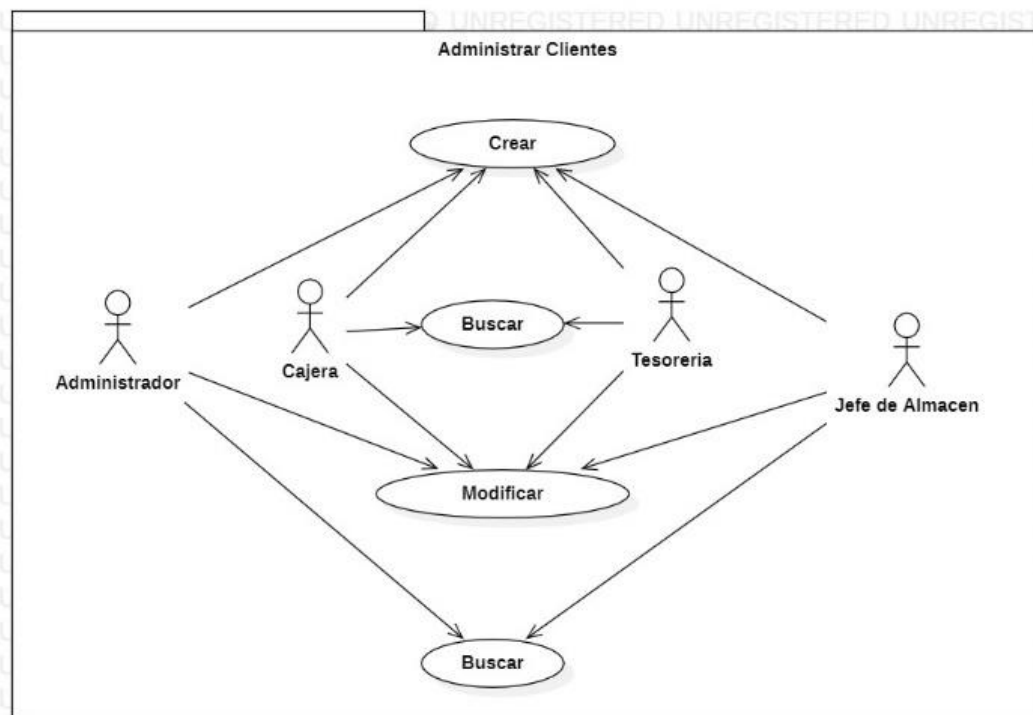 D UNREGISTERED UNREGISTERED UNREGIST
Administrar Clientes
Crear
Buscar
Cajera
Tesoreria
Administrador
Jefe de Almacen
Modificar
Buscar